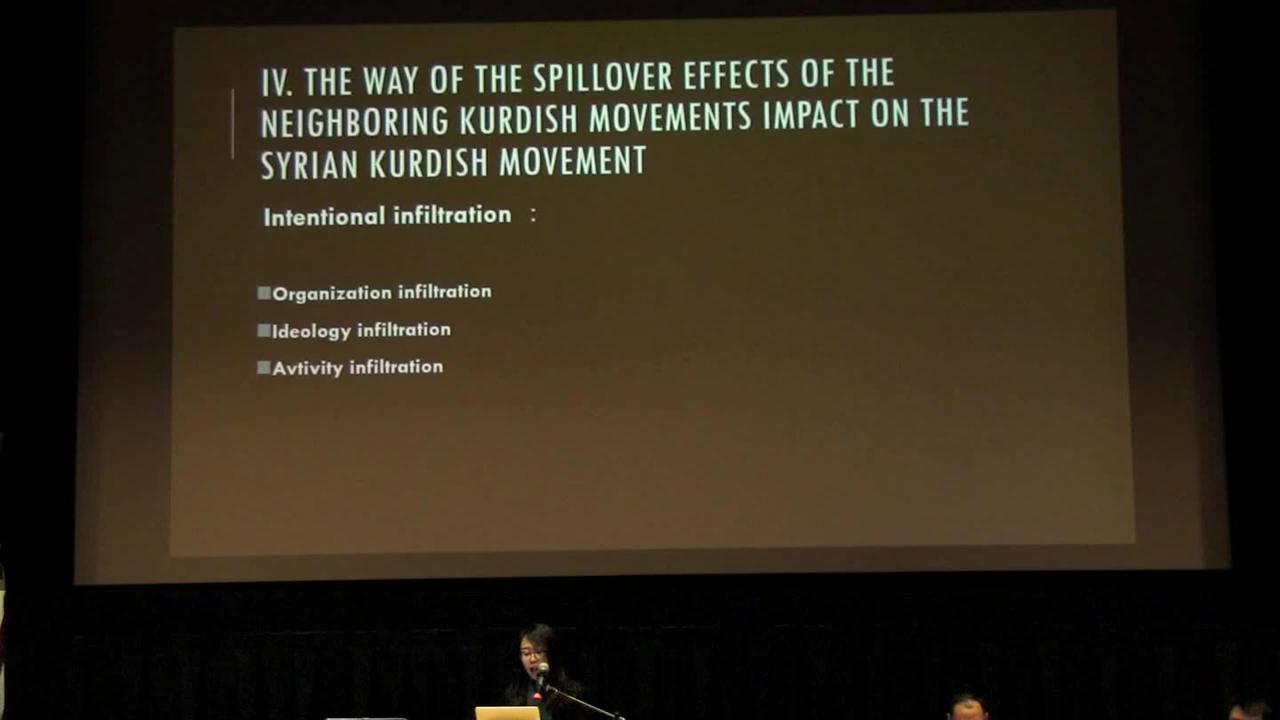 IV. THE WAY OF THE SPILLOVER EFFECTS OF THE
NEIGHBORING KURDISH MOVEMENTS IMPACT ON THE
SYRIAN KURDISH MOVEMENT
Intentional infiltration :
Organization infiltration
Ideology infiltration
Avtivity infiltration